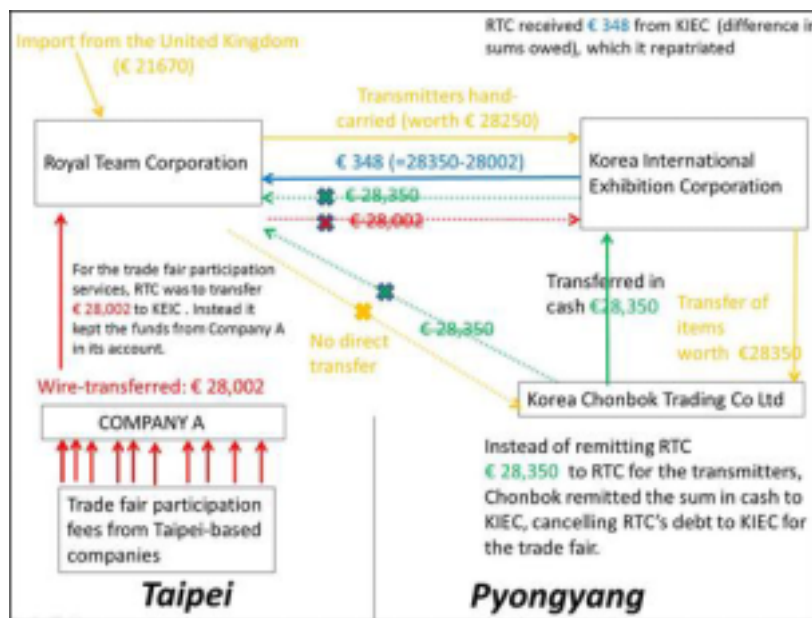 RTC received € 348 from KIEC (difference in
sums owed), which it repatriated
Import from the United Kingdom
(€ 21670)
Transmitters hand-
carried (worth € 28250)
Royal Team Corporation
Korea International
Exhibition Corporation
€ 348 (=28350-28002)
€ 28,350
€ 28,002
For the trade fair participation
services, RTC was to transfer
€ 28,002 to KEIC . Instead it
kept the funds from Company A
in its account.
Transferred in
cash €28,350
Transfer of
items
worth €28350
€ 28,350
No direct
transfer
Wire-transferred: € 28,002
Korea Chonbok Trading Co Ltd
COMPANY A
Instead of remitting RTC
€ 28,350 to RTC for the transmitters,
Chonbok remitted the sum in cash to
KIEC, cancelling RTC's debt to KIEC for
the trade fair.
Trade fair participation
fees from Taipei-based
companies
Taipei
Pyongyang